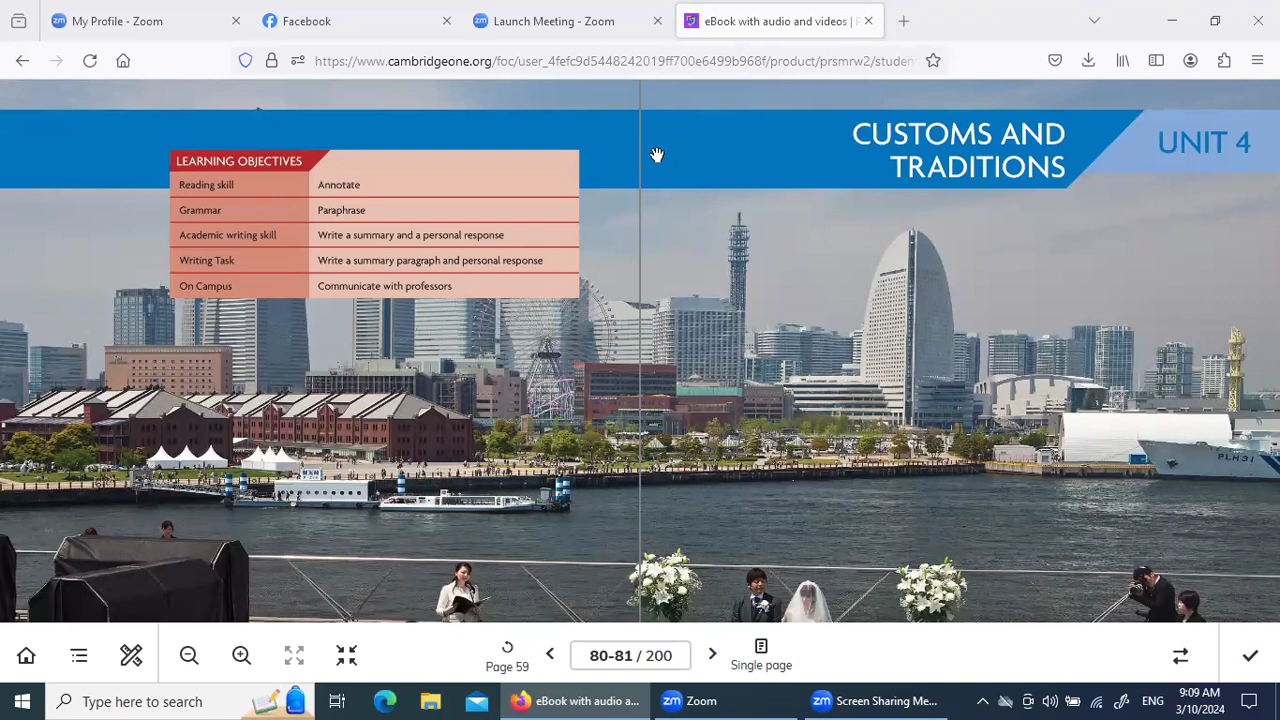 My Profile - Zoom
Facebook
Launch Meeting - Zoom
eBook with audio and videos |
https://www.cambridgeone.org/foc/user_4fefc9d5448242019ff700e6499b968f/product/prsmrw2/studen
CUSTOMS AND
TRADITIONS
UNIT 4
LEARNING OBJECTIVES
Reading skill Annotate
Grammar Paraphrase
Academic writing skill Write a summary and a personal response
Writing Task Write a summary paragraph and personal response
On Campus Communicate with professors
PLH31
Page 59
80-81 / 200
Single page
Type here to search
eBook with audio a...
Zoom
Screen Sharing Me...
ENG
9:09 AM
3/10/2024